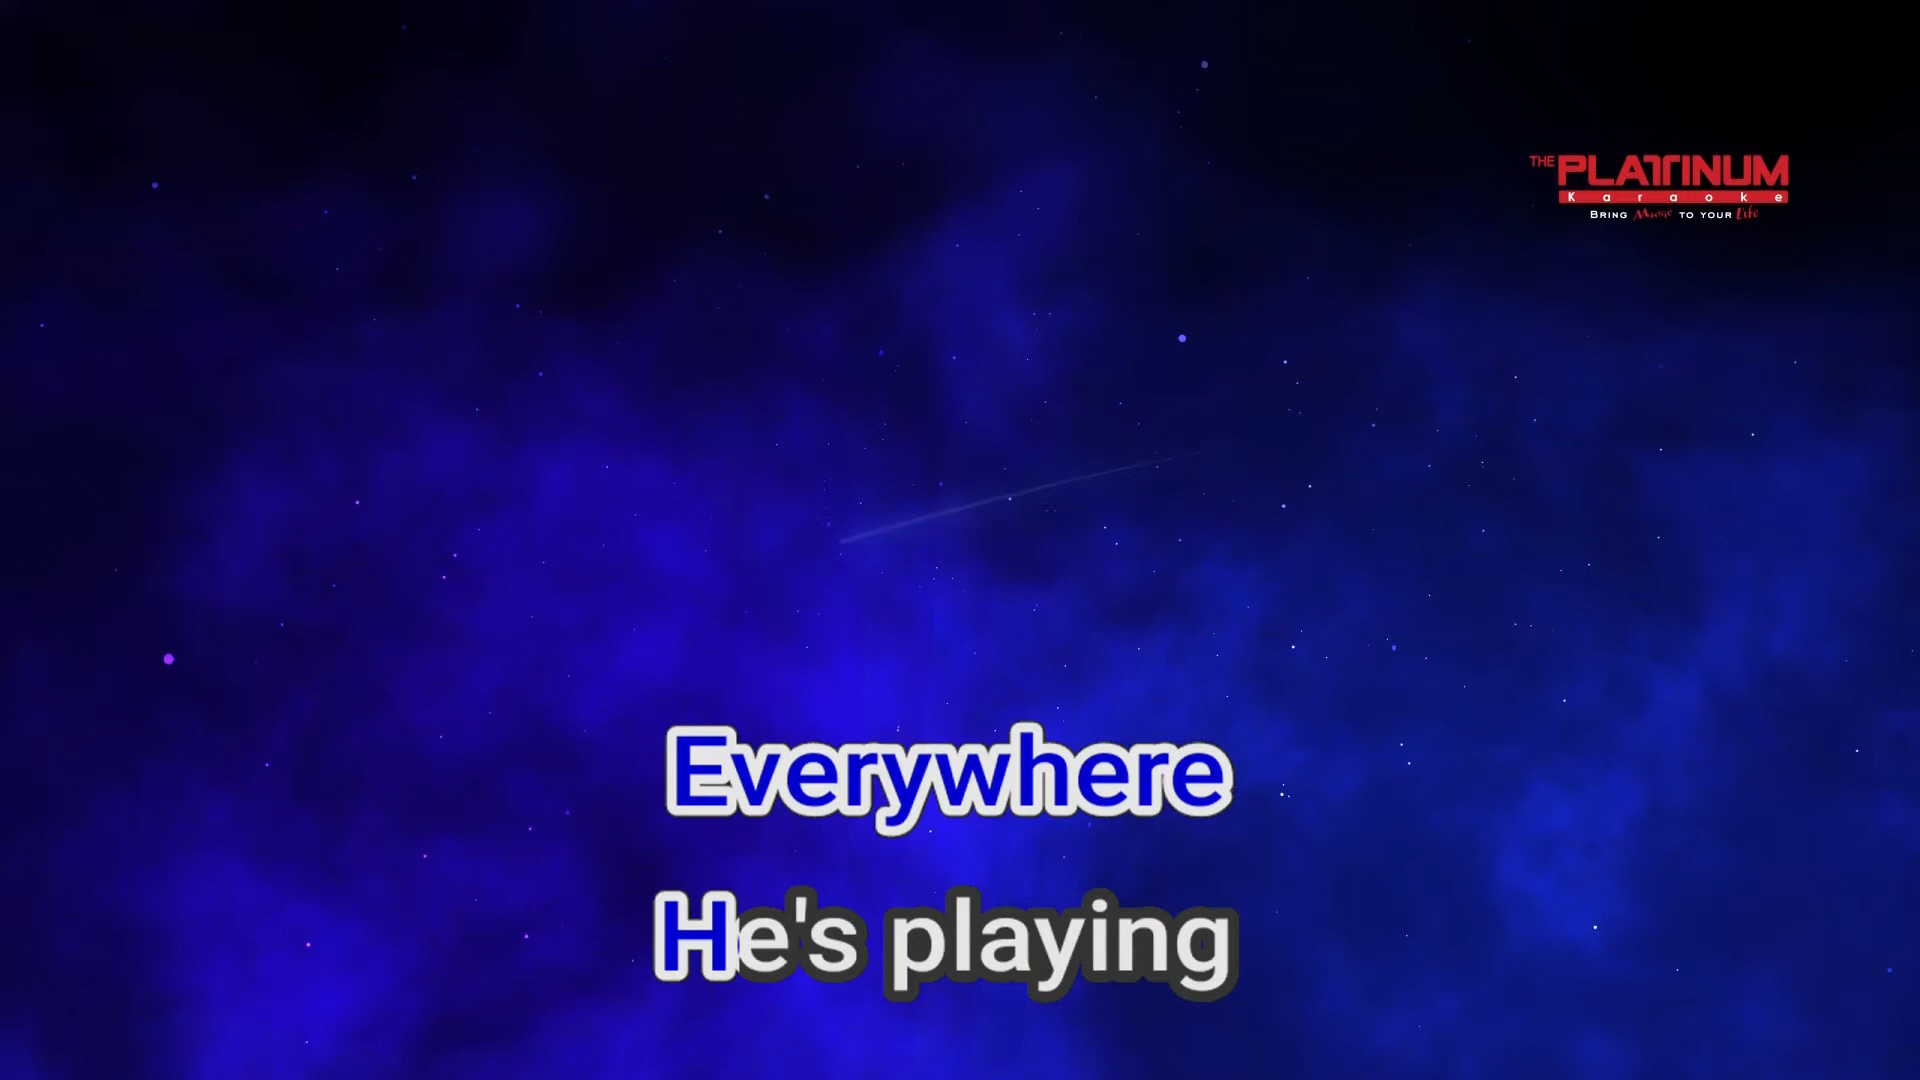 THE PLATINUM
Karaoke
BRING Music TO YOUR Life
Everywhere
He's playing